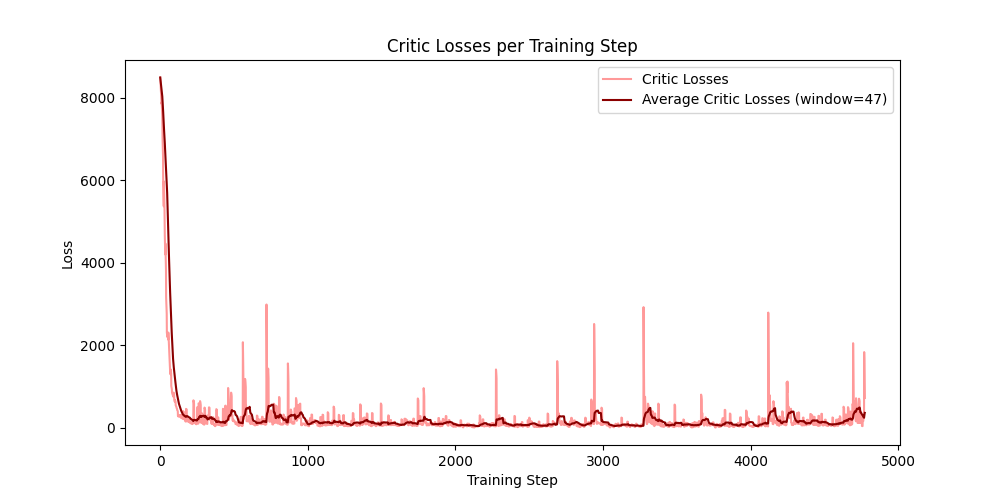 Critic Losses per Training Step
Critic Losses
Average Critic Losses (window=47)
Loss
8000
6000
4000
2000
0
0 1000 2000 3000 4000 5000
Training Step